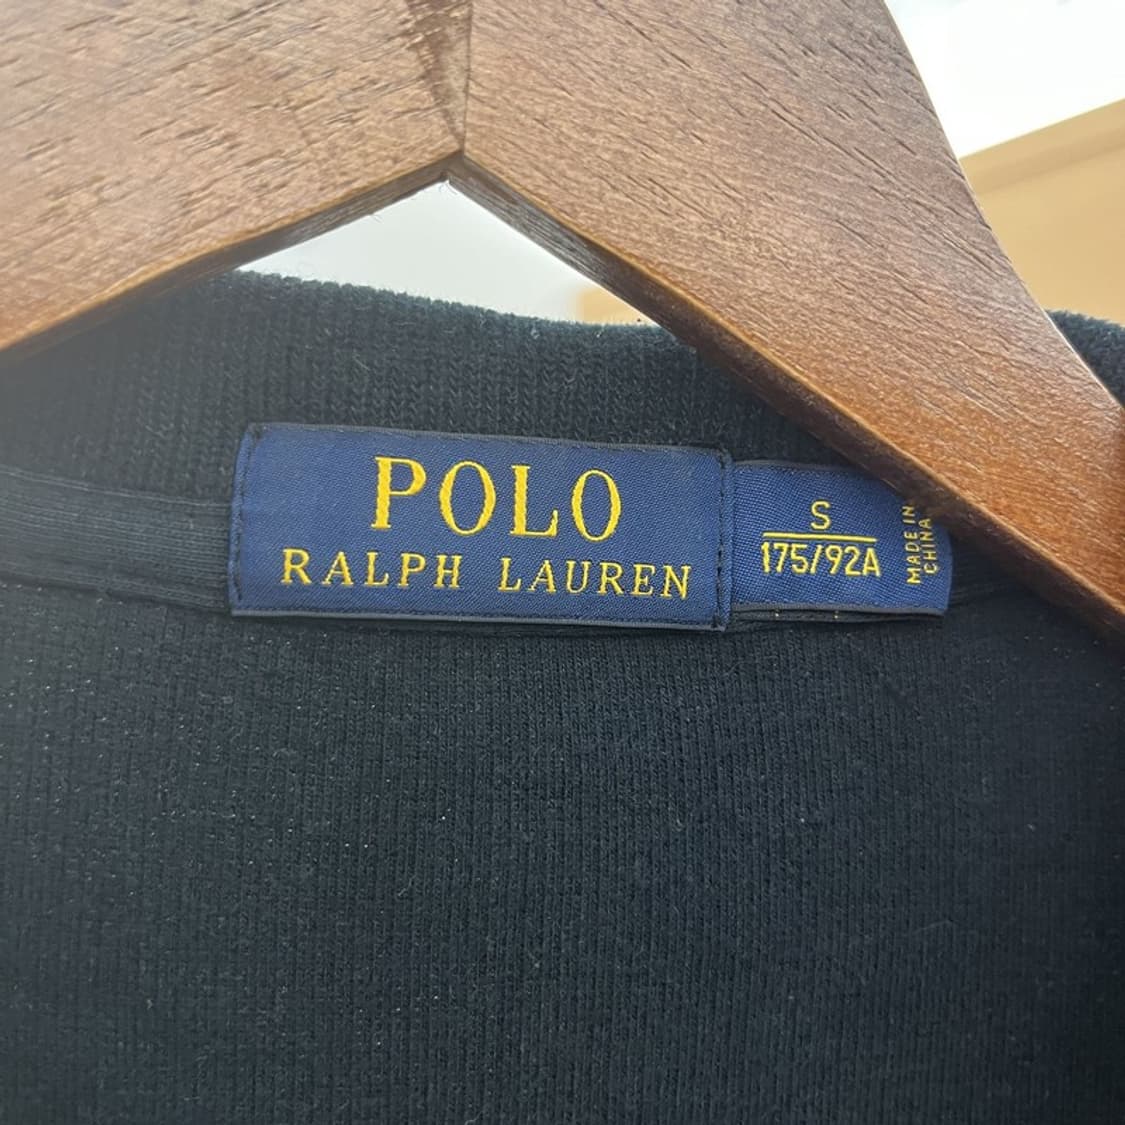 POLO
RALPH LAUREN
S
175/92A
MADE IN
CHINA